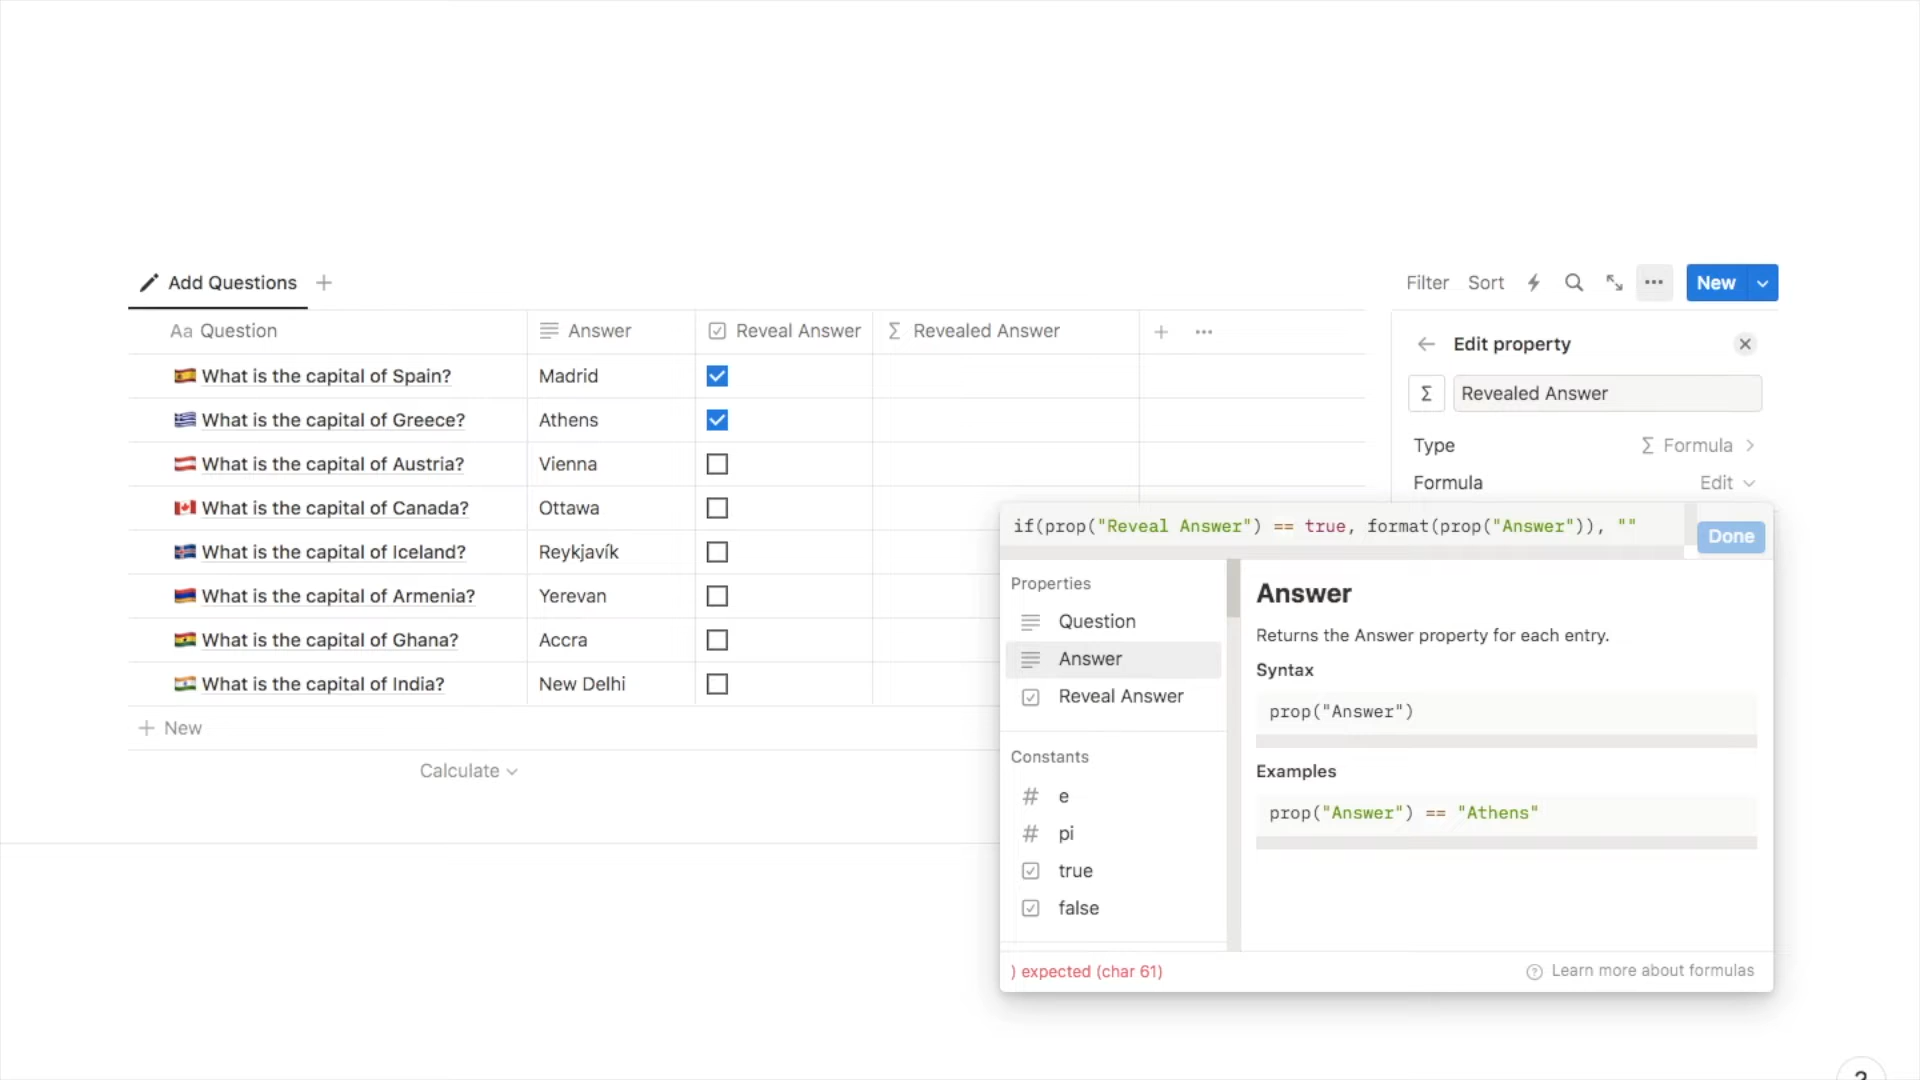 Add Questions
Filter Sort New
Aa Question Answer Reveal Answer Σ Revealed Answer
What is the capital of Spain? Madrid
What is the capital of Greece? Athens
What is the capital of Austria? Vienna
What is the capital of Canada? Ottawa
What is the capital of Iceland? Reykjavík
What is the capital of Armenia? Yerevan
What is the capital of Ghana? Accra
What is the capital of India? New Delhi
+ New
Calculate
Edit property
Σ Revealed Answer
Type Σ Formula
Formula Edit
if(prop("Reveal Answer") == true, format(prop("Answer")), ""
Done
Properties
Question
Answer
Reveal Answer
Constants
# e
# pi
true
false
Answer
Returns the Answer property for each entry.
Syntax
prop("Answer")
Examples
prop("Answer") == "Athens"
) expected (char 61)
? Learn more about formulas
?